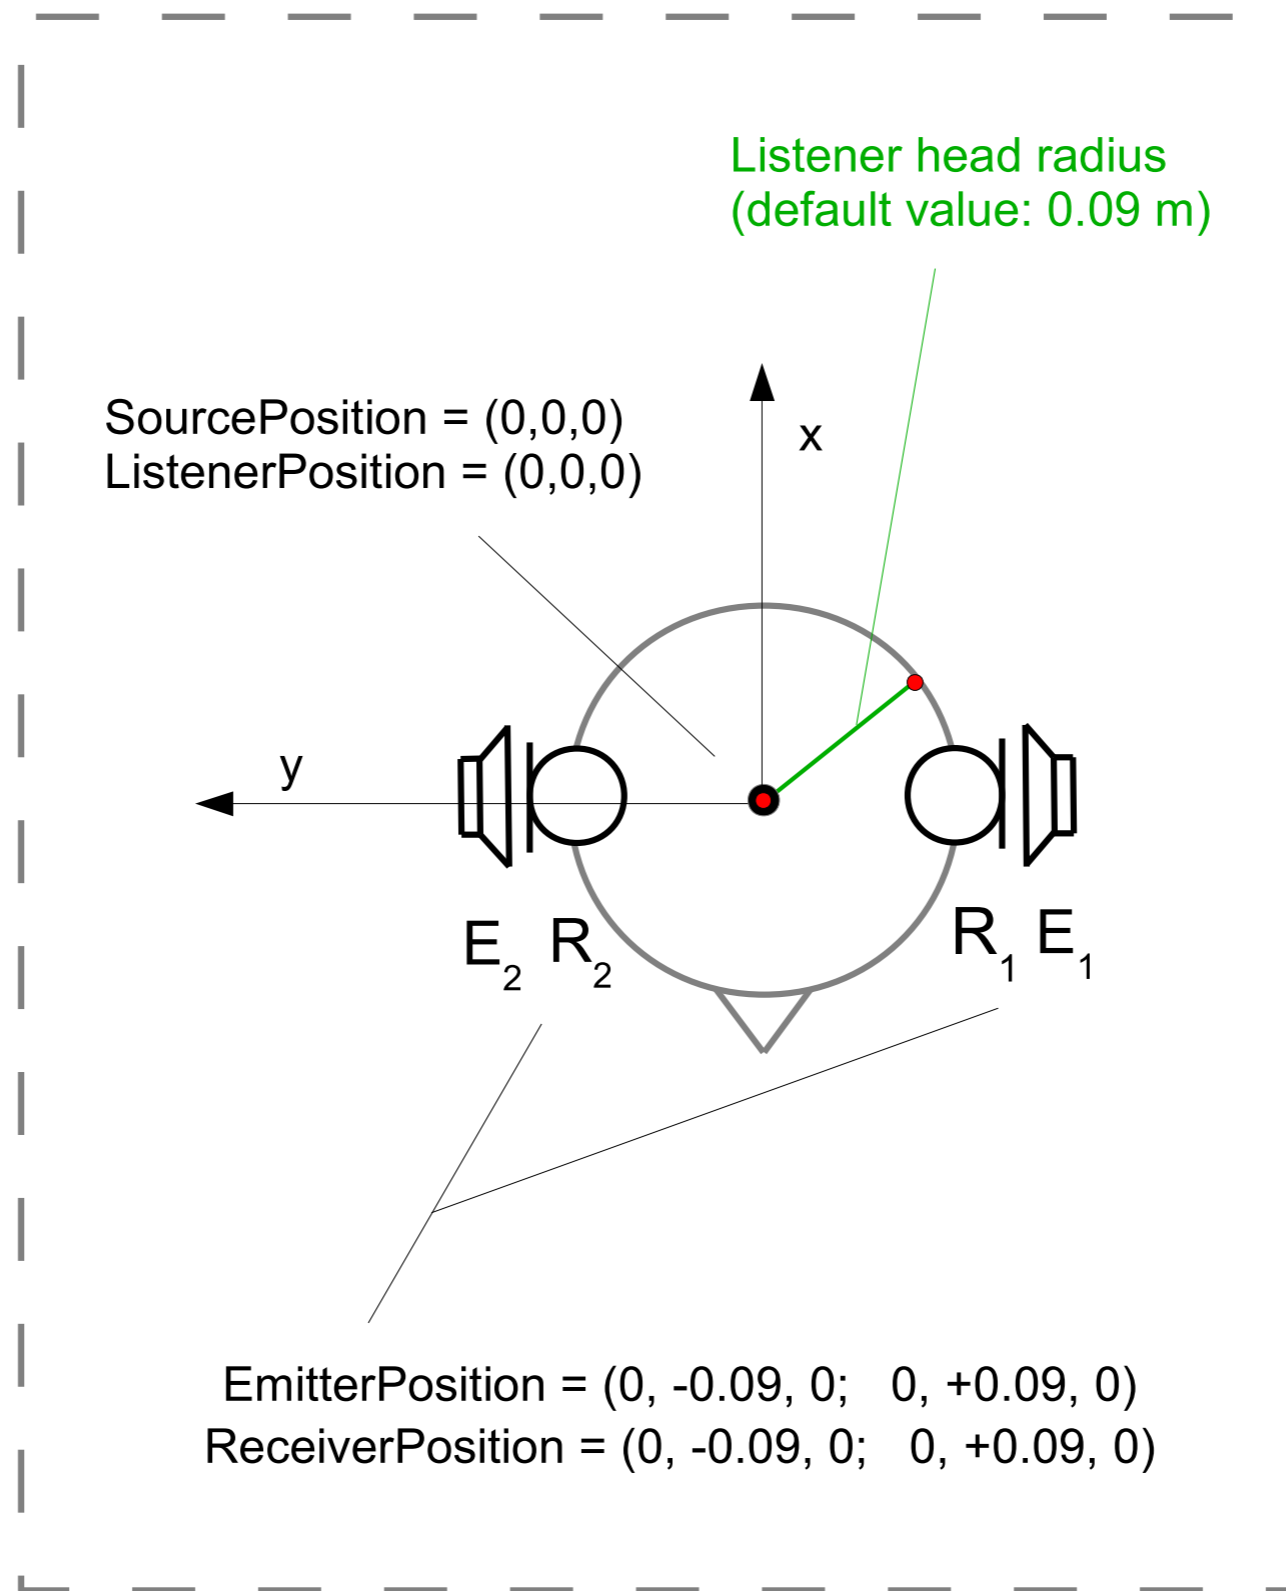 Listener head radius
(default value: 0.09 m)
SourcePosition = (0,0,0)
ListenerPosition = (0,0,0)
x
y
E2 R2
R1 E1
EmitterPosition = (0, -0.09, 0; 0, +0.09, 0)
ReceiverPosition = (0, -0.09, 0; 0, +0.09, 0)